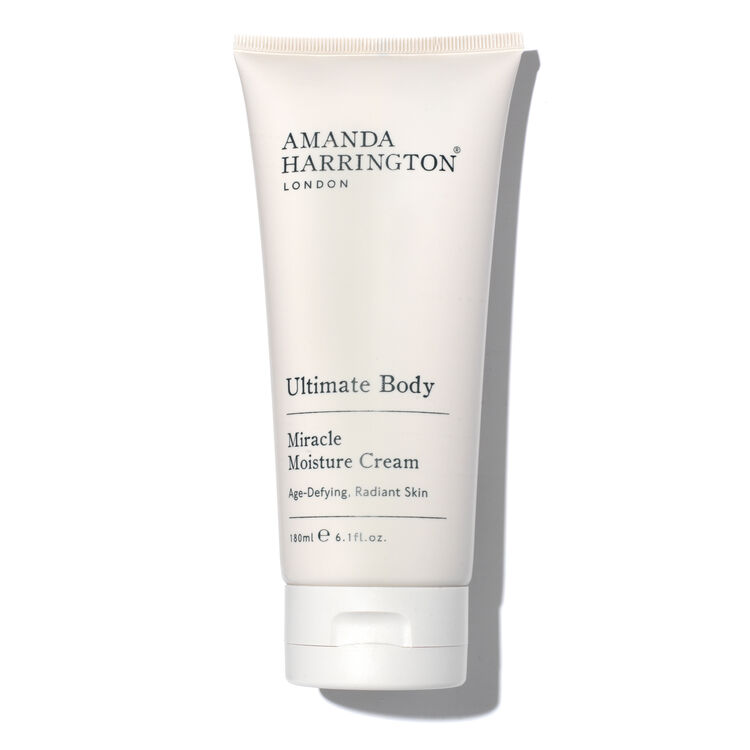 AMANDA
HARRINGTON®
LONDON
Ultimate Body
Miracle
Moisture Cream
Age-Defying, Radiant Skin
180ml ℮ 6.1fl.oz.